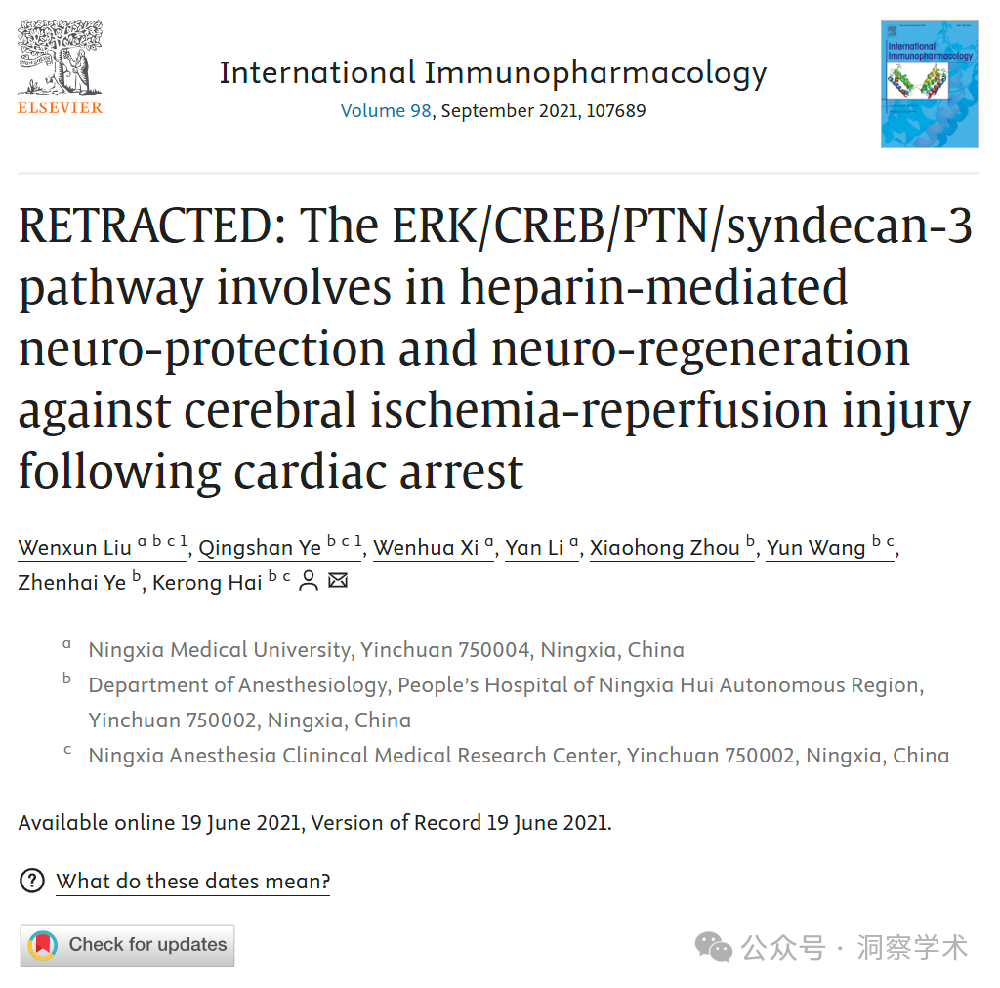 ELSEVIER
International Immunopharmacology
Volume 98, September 2021, 107689
International
Immunopharmacology
RETRACTED: The ERK/CREB/PTN/syndecan-3
pathway involves in heparin-mediated
neuro-protection and neuro-regeneration
against cerebral ischemia-reperfusion injury
following cardiac arrest
Wenxun Liu a b c 1, Qingshan Ye b c 1, Wenhua Xi a, Yan Li a, Xiaohong Zhou b, Yun Wang b c,
Zhenhai Ye b, Kerong Hai b c
a Ningxia Medical University, Yinchuan 750004, Ningxia, China
b Department of Anesthesiology, People's Hospital of Ningxia Hui Autonomous Region,
Yinchuan 750002, Ningxia, China
c Ningxia Anesthesia Clinincal Medical Research Center, Yinchuan 750002, Ningxia, China
Available online 19 June 2021, Version of Record 19 June 2021.
? What do these dates mean?
Check for updates
公众号 · 洞察学术